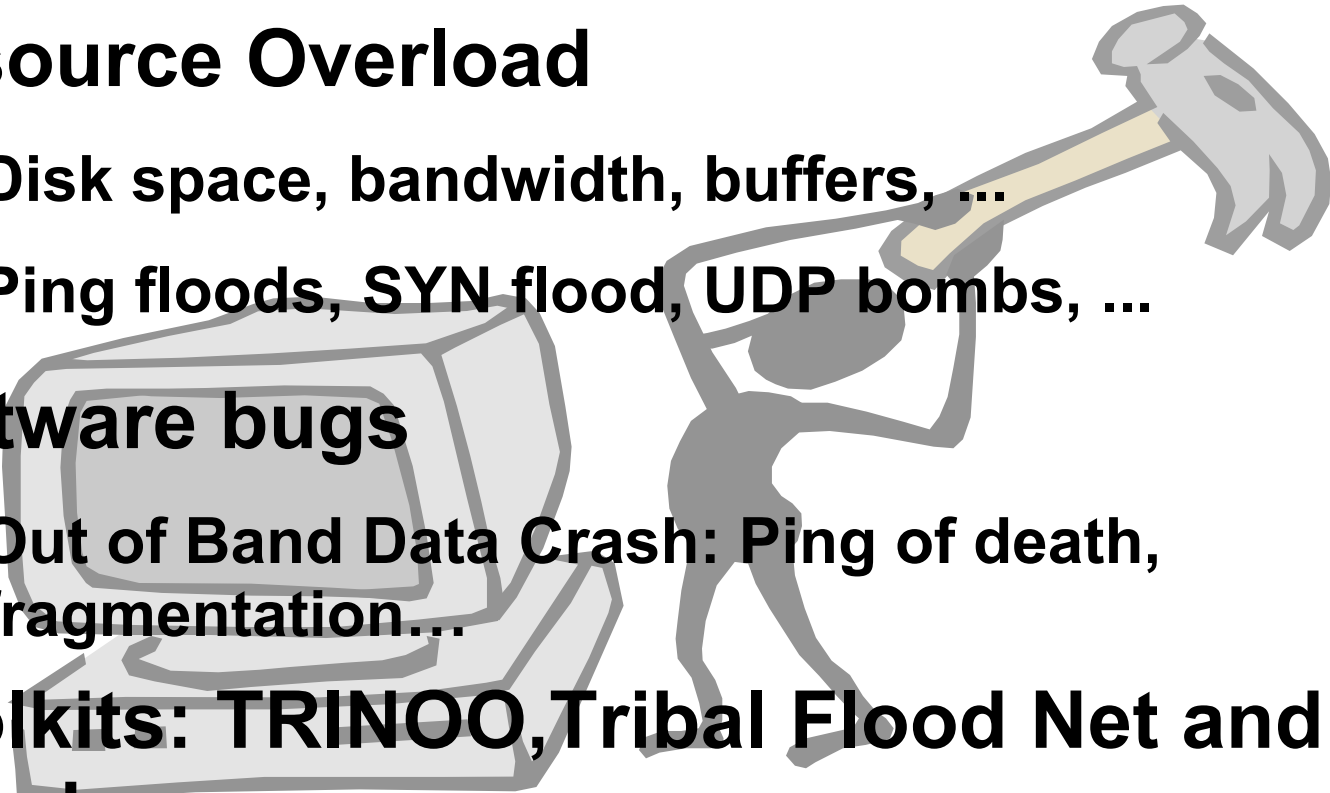 source Overload
Disk space, bandwidth, buffers, ...
Ping floods, SYN flood, UDP bombs, ...
tware bugs
Out of Band Data Crash: Ping of death,
fragmentation…
lkits: TRINOO,Tribal Flood Net and